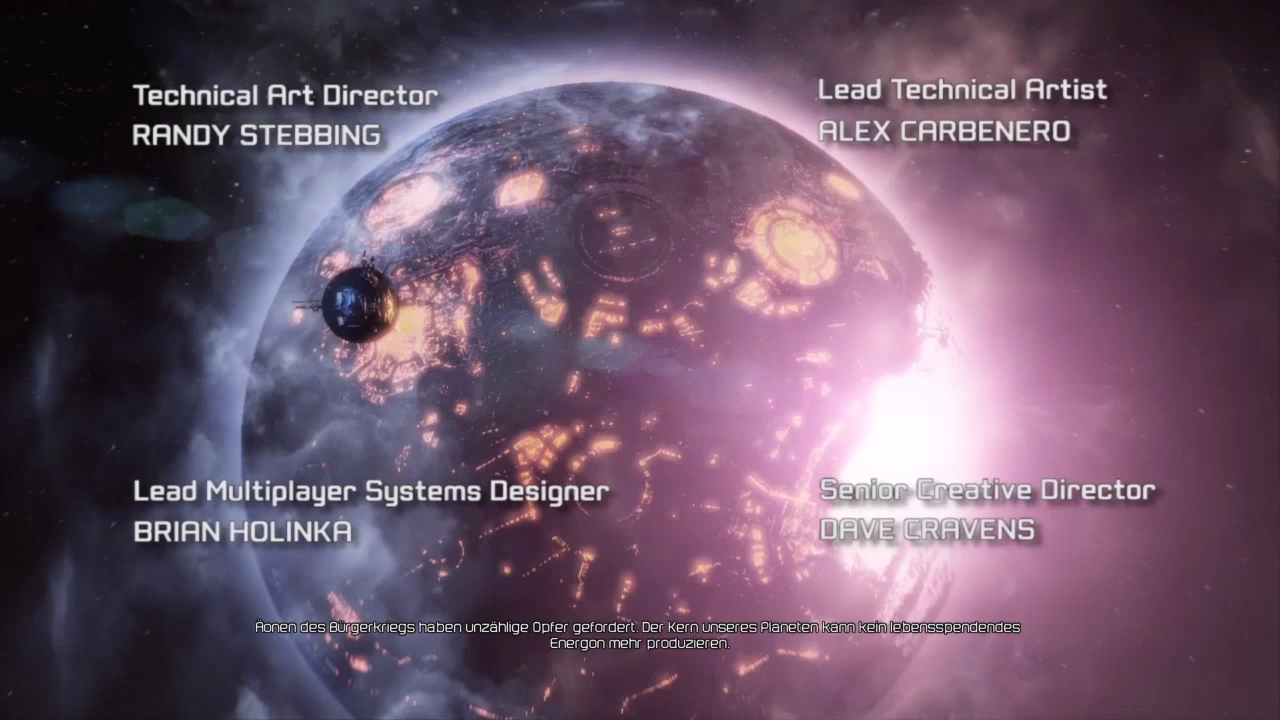 Technical Art Director
RANDY STEBBING
Lead Technical Artist
ALEX CARBENERO
Lead Multiplayer Systems Designer
BRIAN HOLINKA
Senior Creative Director
DAVE CRAVENS
Äonen des Bürgerkriegs haben unzählige Opfer gefordert. Der Kern unseres Planeten kann kein lebensspendendes
Energon mehr produzieren.